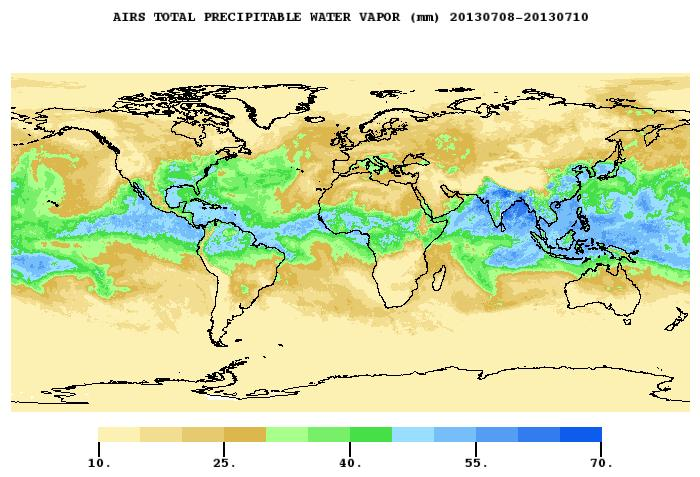 AIRS TOTAL PRECIPITABLE WATER VAPOR (mm) 20130708-20130710
10. 25. 40. 55. 70.